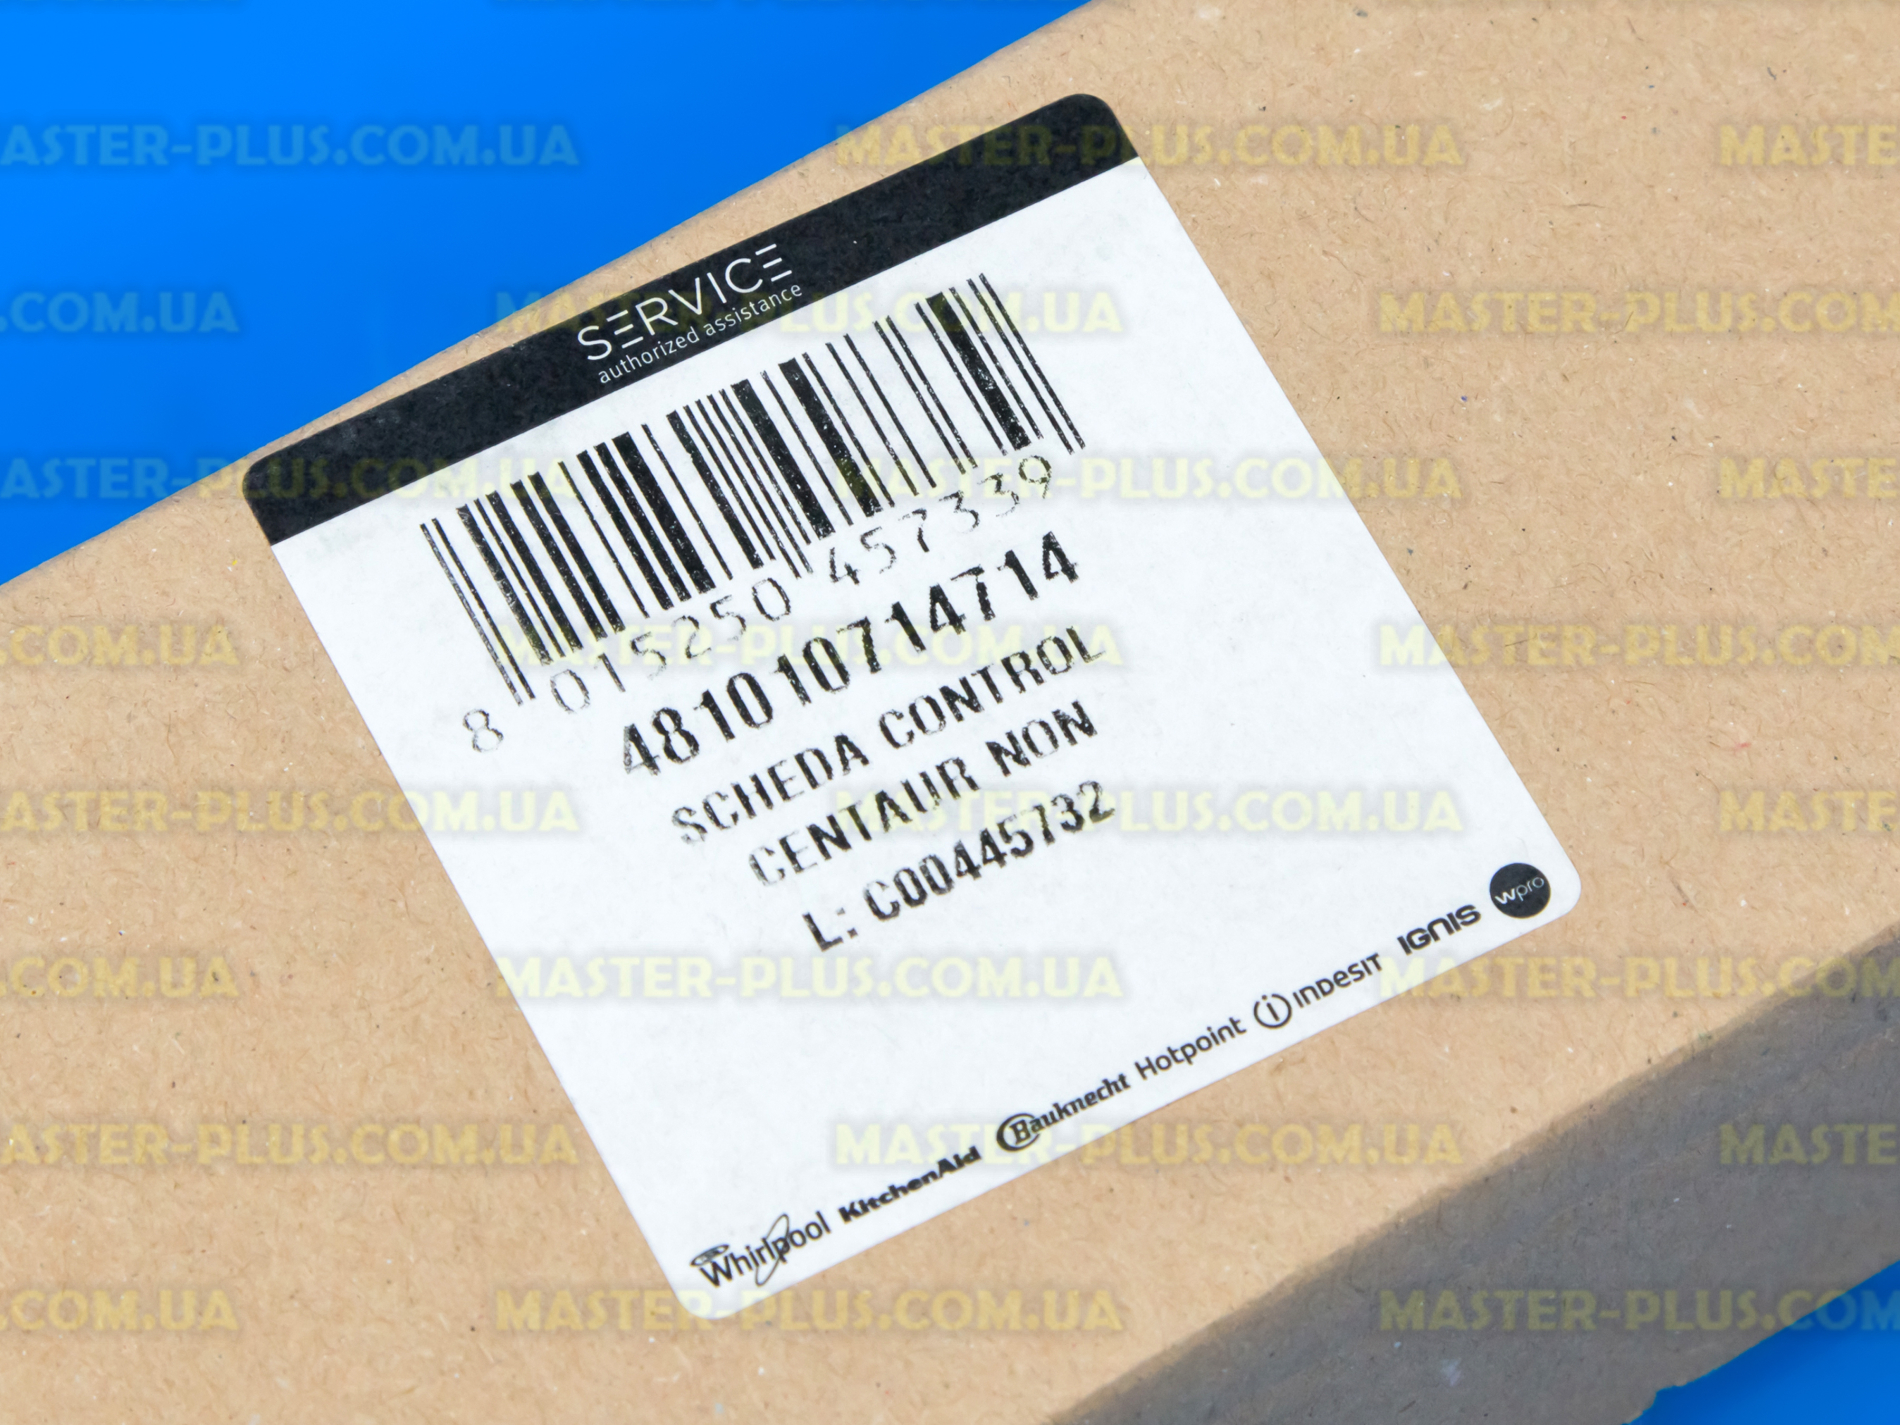 SERVICE
authorized assistance
8 015250 457339
481010714714
SCHEDA CONTROL
CENTAUR NON
L: C00445732
Whirlpool KitchenAid Bauknecht Hotpoint INDESIT IGNIS wpro
MASTER-PLUS.COM.UA